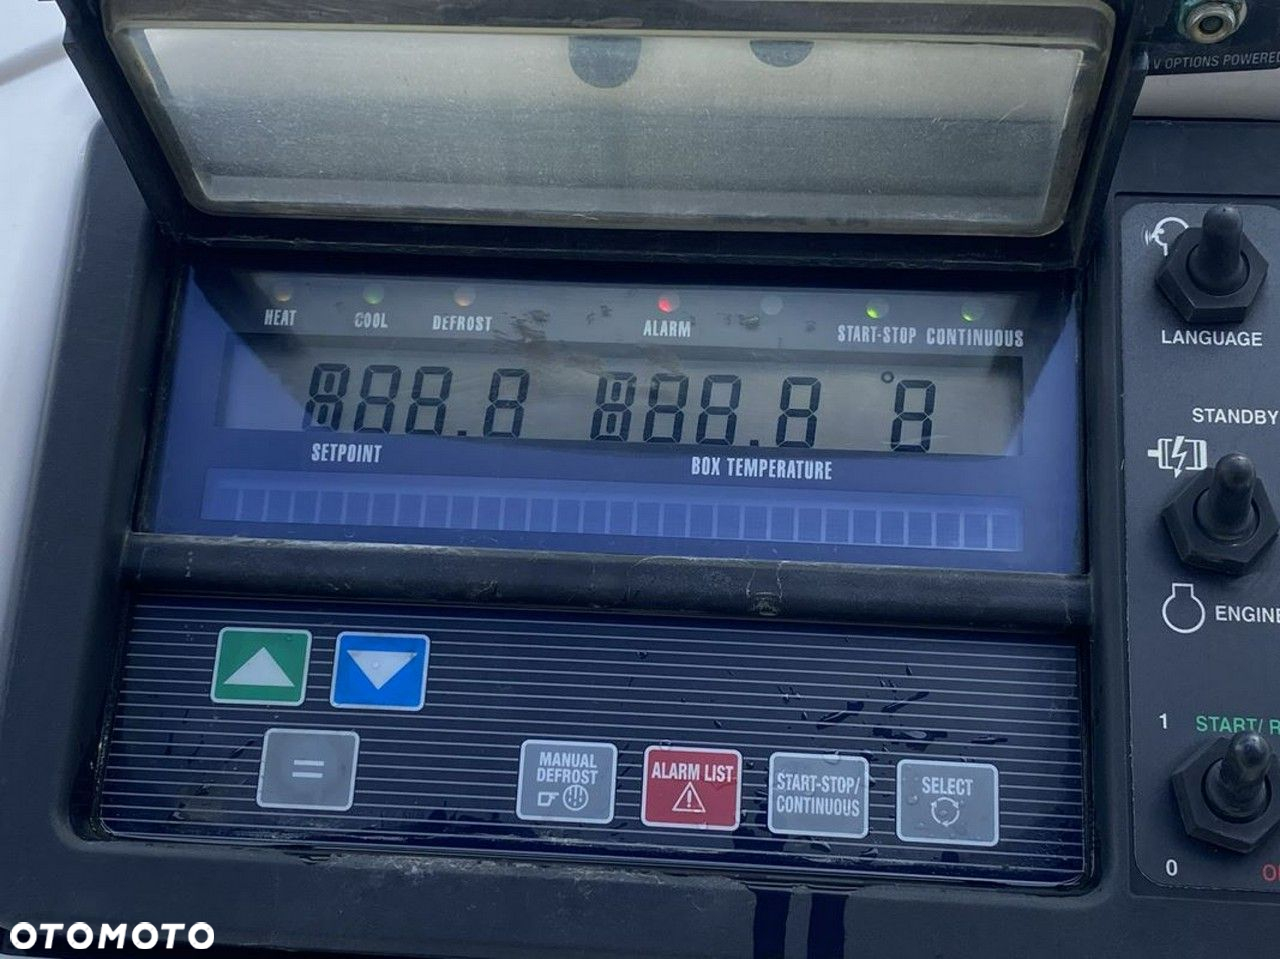 V OPTIONS POWERED
HEAT COOL DEFROST ALARM START-STOP CONTINUOUS
888.8 888.8 °8
SETPOINT BOX TEMPERATURE
LANGUAGE
STANDBY
ENGINE
1 START/R
0
=
MANUAL
DEFROST
ALARM LIST
START-STOP/
CONTINUOUS
SELECT
OTOMOTO